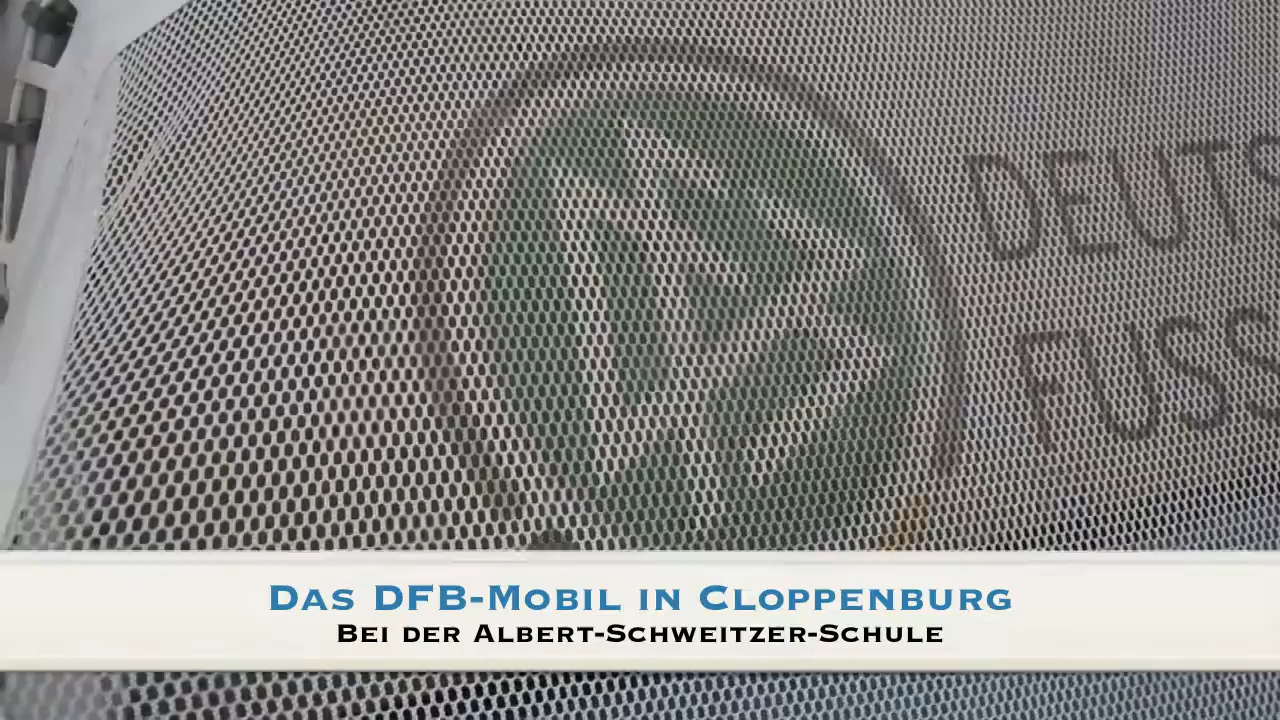 DEUTS
FUSS
Das DFB-Mobil in Cloppenburg
Bei der Albert-Schweitzer-Schule